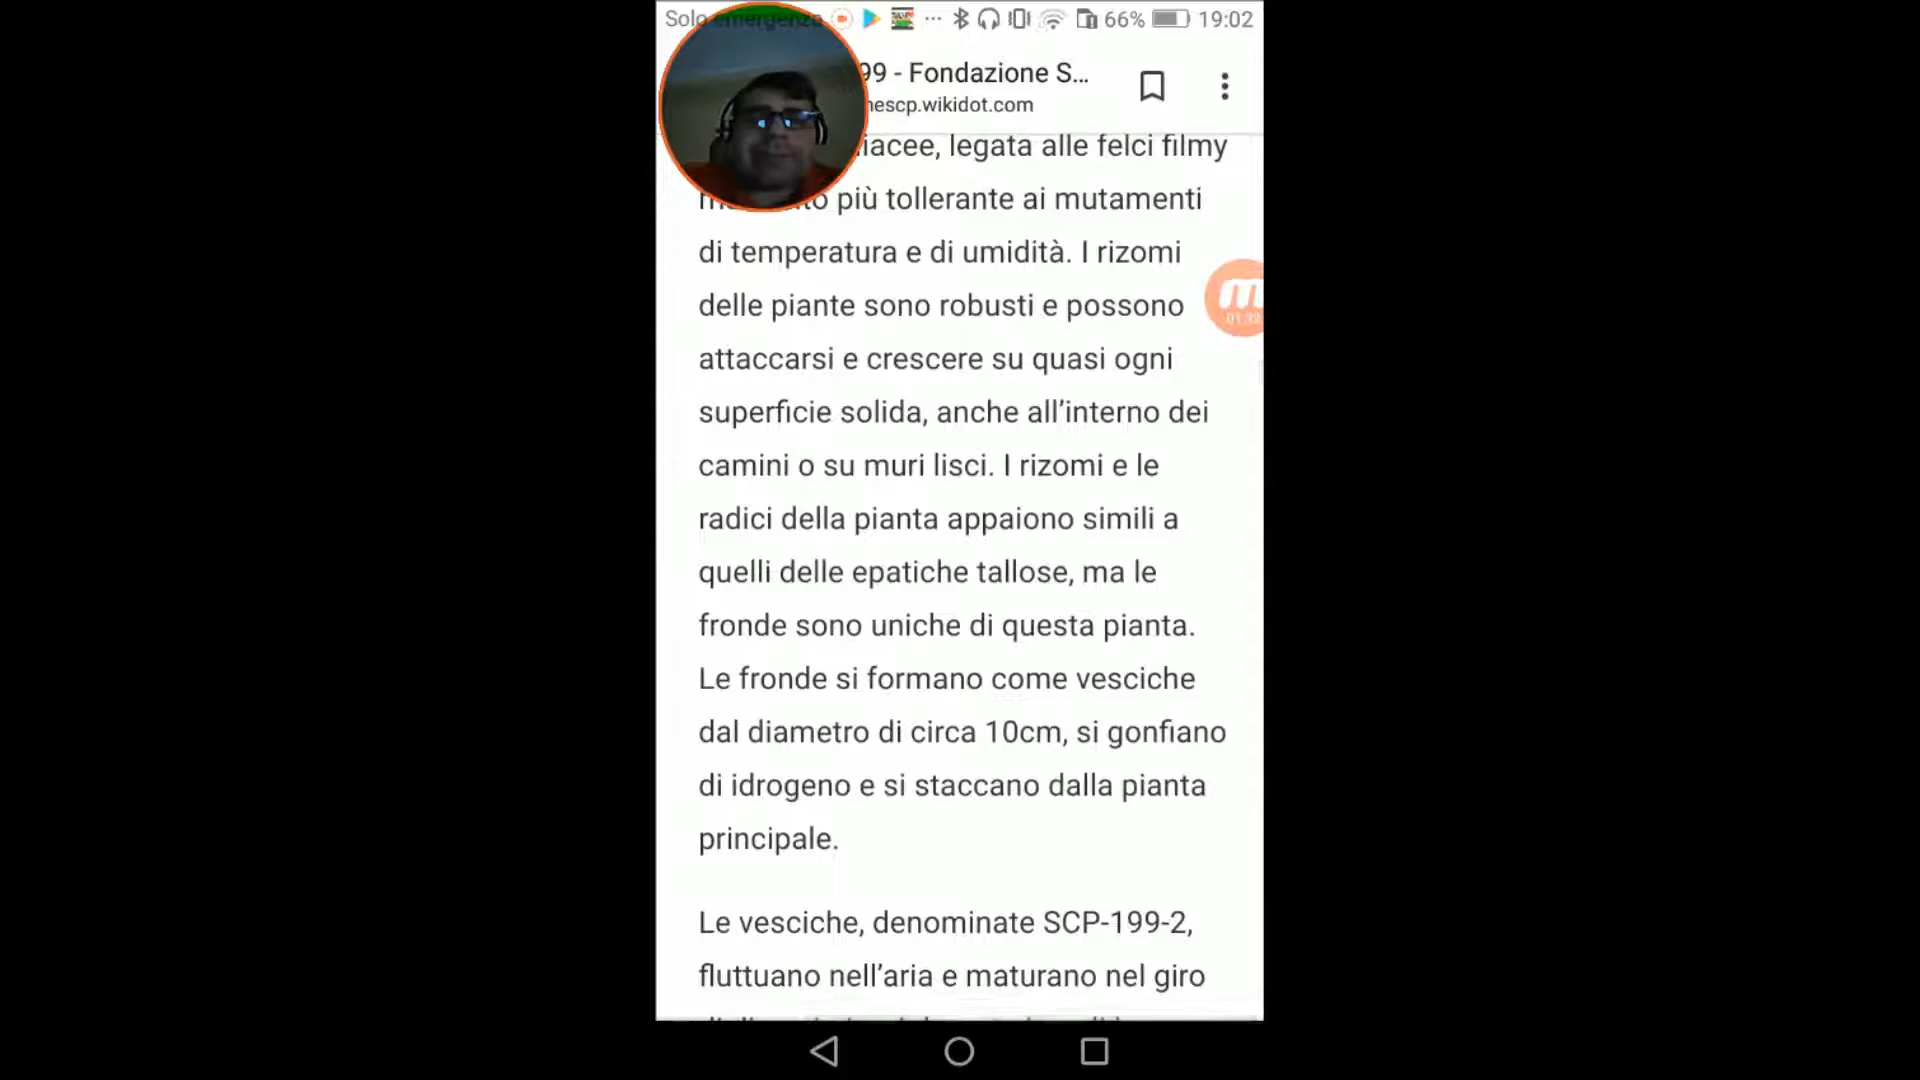 Solo emergenza 66% 19:02
99 - Fondazione S...
nescp.wikidot.com
iacee, legata alle felci filmy
più tollerante ai mutamenti
di temperatura e di umidità. I rizomi
delle piante sono robusti e possono
01:32
attaccarsi e crescere su quasi ogni
superficie solida, anche all’interno dei
camini o su muri lisci. I rizomi e le
radici della pianta appaiono simili a
quelli delle epatiche tallose, ma le
fronde sono uniche di questa pianta.
Le fronde si formano come vesciche
dal diametro di circa 10cm, si gonfiano
di idrogeno e si staccano dalla pianta
principale.
Le vesciche, denominate SCP-199-2,
fluttuano nell’aria e maturano nel giro